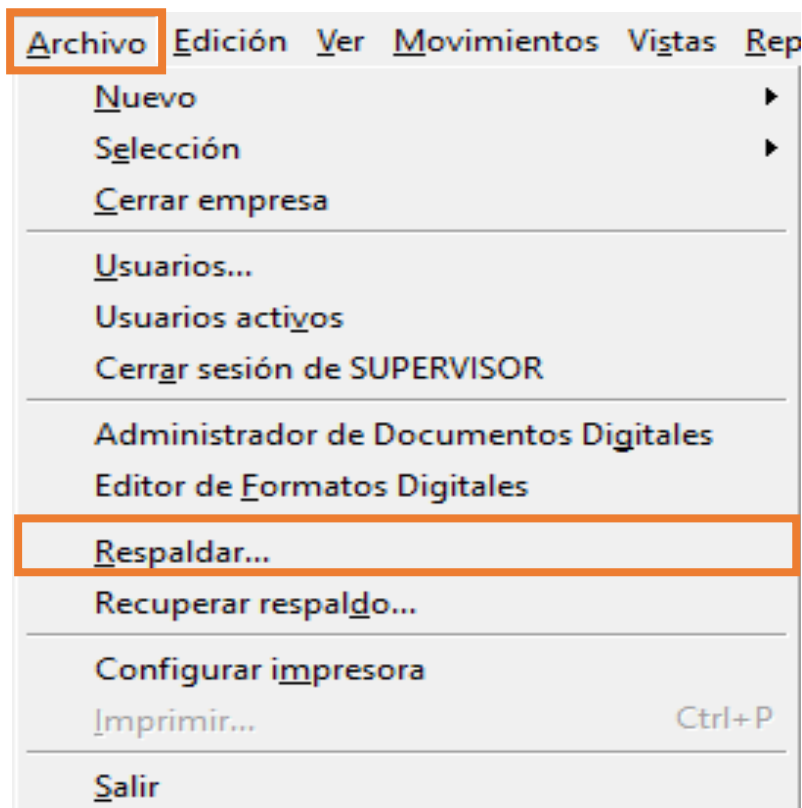 Archivo Edición Ver Movimientos Vistas Rep
Nuevo
Selección
Cerrar empresa
Usuarios...
Usuarios activos
Cerrar sesión de SUPERVISOR
Administrador de Documentos Digitales
Editor de Formatos Digitales
Respaldar...
Recuperar respaldo...
Configurar impresora
Imprimir... Ctrl+P
Salir